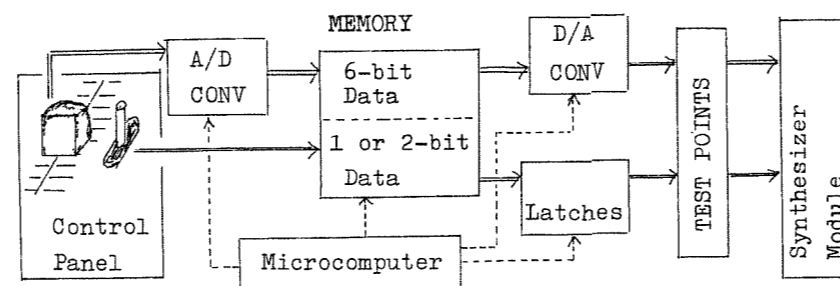 MEMORY
A/D
CONV
6-bit
Data
1 or 2-bit
Data
D/A
CONV
Latches
TEST POINTS
Synthesizer
Module
Control
Panel
Microcomputer